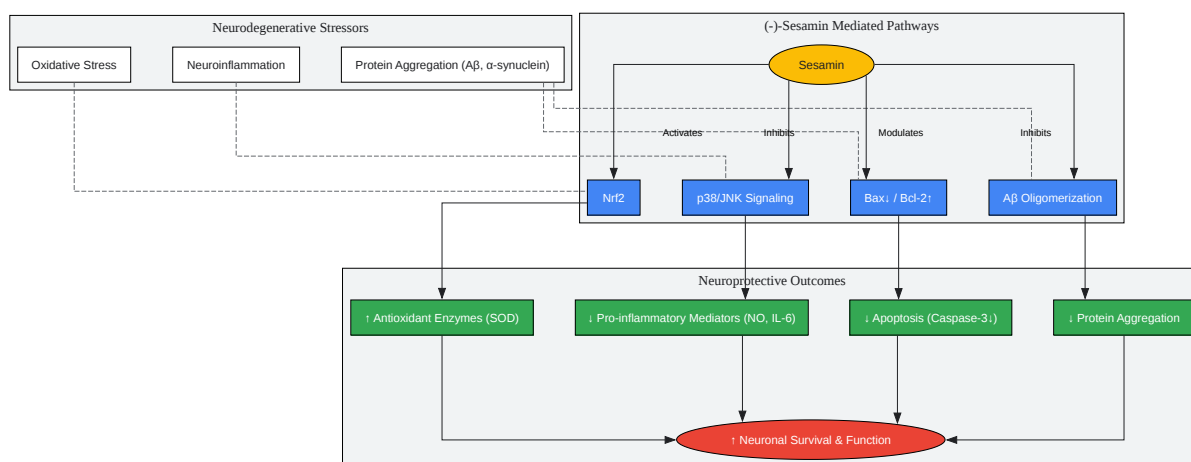 Neurodegenerative Stressors
Oxidative Stress
Neuroinflammation
Protein Aggregation (Aβ, α-synuclein)
(-)-Sesamin Mediated Pathways
Sesamin
Activates
Inhibits
Modulates
Inhibits
Nrf2
p38/JNK Signaling
Bax↓ / Bcl-2↑
Aβ Oligomerization
Neuroprotective Outcomes
↑ Antioxidant Enzymes (SOD)
↓ Pro-inflammatory Mediators (NO, IL-6)
↓ Apoptosis (Caspase-3↓)
↓ Protein Aggregation
↑ Neuronal Survival & Function